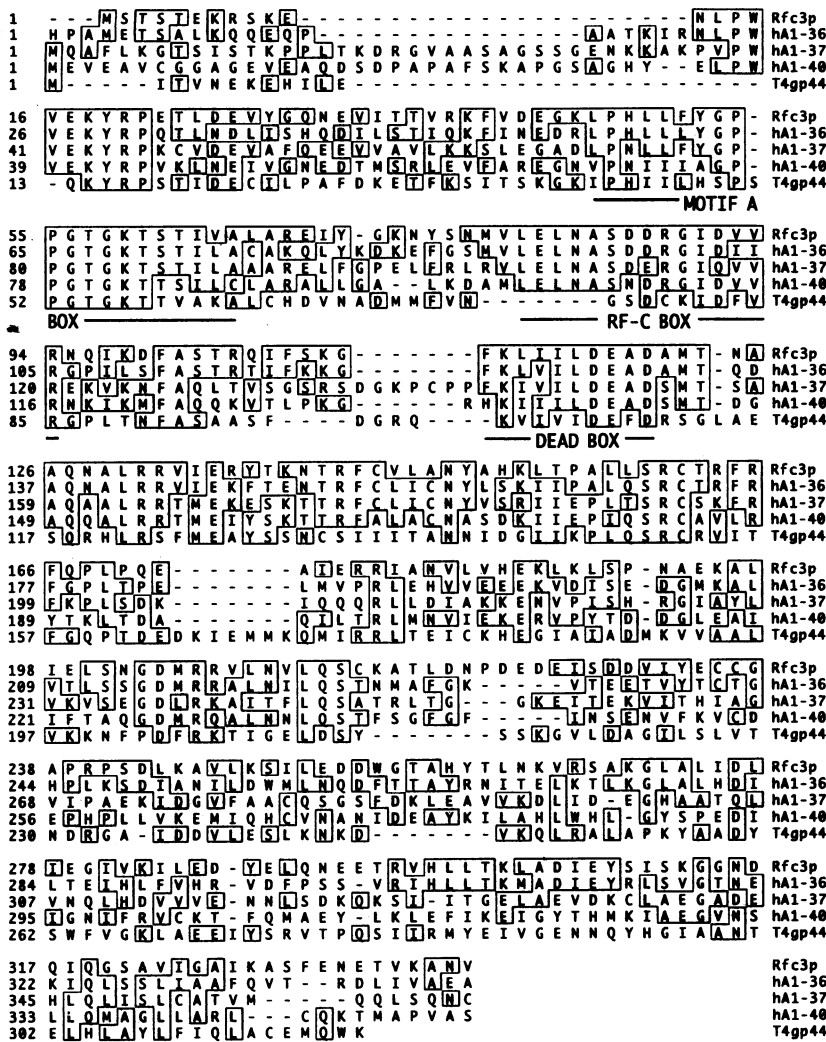 1 - - - M S T S T E K R S K E - - - - - - - - - - - - - - - - - - - - - - N L P W Rfc3p
1 H P A M E T S A L K Q Q E Q P - - - - - - - - - - - - - - - A A T K I R N L P W hA1-36
1 M Q A F L K G T S I S T K P P L T K D R G V A A S A G S S G E N K K A K P V P W hA1-37
1 M E V E A V C G G A G E V E A Q D S D P A P A F S K A P G S A G H Y - - E L P W hA1-40
1 M - - - - I T V N E K E H I L E - - - - - - - - - - - - - - - - - - - - - - - - T4gp44
16 V E K Y R P E T L D E V Y G Q N E V I T T V R K F V D E G K L P H L L F Y G P - Rfc3p
26 V E K Y R P Q T L N D L I S H Q D I L S T I Q K F I N E D R L P H L L L Y G P - hA1-36
41 V E K Y R P K C V D E V A F Q E E V V A V L K K S L E G A D L P N L L F Y G P - hA1-37
39 V E K Y R P V K L N E I V G N E D T M S R L E V F A R E G N V P N I I I A G P - hA1-40
13 - Q K Y R P S T I D E C I L P A F D K E T F K S I T S K G K I P H I I L H S P S T4gp44
MOTIF A
55 P G T G K T S T I V A L A R E I Y - G K N Y S N M V L E L N A S D D R G I D V V Rfc3p
65 P G T G K T S T I L A C A K Q L Y K D K E F G S M V L E L N A S D D R G I D I I hA1-36
80 P G T G K T S T I L A A A R E L F G P E L F R L R V L E L N A S D E R G I Q V V hA1-37
78 P G T G K T T S I L C L A R A L L G A - - L K D A M L E L N A S N D R G I D V V hA1-40
52 P G T G K T T V A K A L C H D V N A D M M F V N - - - - - - G S D C K I D F V T4gp44
BOX RF-C BOX
94 R N Q I K D F A S T R Q I F S K G - - - - - - - F K L I I L D E A D A M T - N A Rfc3p
105 R G P I L S F A S T R T I F K K G - - - - - - - F K L V I L D E A D A M T - Q D hA1-36
120 R E K V K N F A Q L T V S G S R S D G K P C P P F K I V I L D E A D S M T - S A hA1-37
116 R N K I K M F A Q Q K V T L P K G - - - - - - R H K I I I L D E A D S M T - D G hA1-40
85 R G P L T N F A S A A S F - - - - D G R Q - - - - K V I V I D E F D R S G L A E T4gp44
DEAD BOX
126 A Q N A L R R V I E R Y T K N T R F C V L A N Y A H K L T P A L L S R C T R F R Rfc3p
137 A Q N A L R R V I E K F T E N T R F C L I C N Y L S K I I P A L Q S R C T R F R hA1-36
159 A Q A A L R R T M E K E S K T T R F C L I C N Y V S R I I E P L T S R C S K F R hA1-37
149 A Q Q A L R R T M E I Y S K T T R F A L A C N A S D K I I E P I Q S R C A V L R hA1-40
117 S Q R H L R S F M E A Y S S N C S I I I T A N N I D G I I K P L Q S R C R V I T T4gp44
166 F Q P L P Q E - - - - - - - A I E R R I A N V L V H E K L K L S P - N A E K A L Rfc3p
177 F G P L T P E - - - - - - - L M V P R L E H V V E E E K V D I S E - D G M K A L hA1-36
199 F K P L S D K - - - - - - - I Q Q Q R L L D I A K K E N V P I S H - R G I A Y L hA1-37
189 Y T K L T D A - - - - - - - Q I L T R L M N V I E K E R V P Y T D - D G L E A I hA1-40
157 F G Q P T D E D K I E M M K Q M I R R L T E I C K H E G I A I A D M K V V A A L T4gp44
198 I E L S N G D M R R V L N V L Q S C K A T L D N P D E D E I S D D V I Y E C C G Rfc3p
209 V T L S S G D M R R A L N I L Q S T N M A F G K - - - - - V T E E T V Y T C T G hA1-36
231 V K V S E G D L R K A I T F L Q S A T R L T G - - - G K E I T E K V I T H I A G hA1-37
221 I F T A Q G D M R Q A L N N L Q S T F S G F G F - - - - - I N S E N V F K V C D hA1-40
197 V K K N F P D F R K T I G E L D S Y - - - - - - - S S K G V L D A G I L S L V T T4gp44
238 A P R P S D L K A V L K S I L E D D W G T A H Y T L N K V R S A K G L A L I D L Rfc3p
244 H P L K S D I A N I L D W M L N Q D F T T A Y R N I T E L K T L K G L A L H D I hA1-36
268 V I P A E K I D G V F A A C Q S G S F D K L E A V V K D L I D - E G H A A T Q L hA1-37
256 E P H P L L V K E M I Q H C V N A N I D E A Y K I L A H L W H L - G Y S P E D I hA1-40
230 N D R G A - I D D V L E S L K N K D - - - - - - - V K Q L R A L A P K Y A A D Y T4gp44
278 I E G I V K I L E D - Y E L Q N E E T R V H L L T K L A D I E Y S I S K G G N D Rfc3p
284 L T E I H L F V H R - V D F P S S - V R I H L L T K M A D I E Y R L S V G T N E hA1-36
307 V N Q L H D V V V E - N N L S D K Q K S I - I T G E L A E V D K C L A E G A D E hA1-37
295 I G N I F R V C K T - F Q M A E Y - L K L E F I K E I G Y T H M K I A E G V N S hA1-40
262 S W F V G K L A E E I Y S R V T P Q S I I R M Y E I V G E N N Q Y H G I A A N T T4gp44
317 Q I Q G S A V I G A I K A S F E N E T V K A N V Rfc3p
322 K I Q L S S L I A A F Q V T - - R D L I V A E A hA1-36
345 H L Q L I S L C A T V M - - - - Q Q L S Q N C hA1-37
333 L L Q M A G L L A R L - - C Q K T M A P V A S hA1-40
302 E L H L A Y L F I Q L A C E M Q W K T4gp44